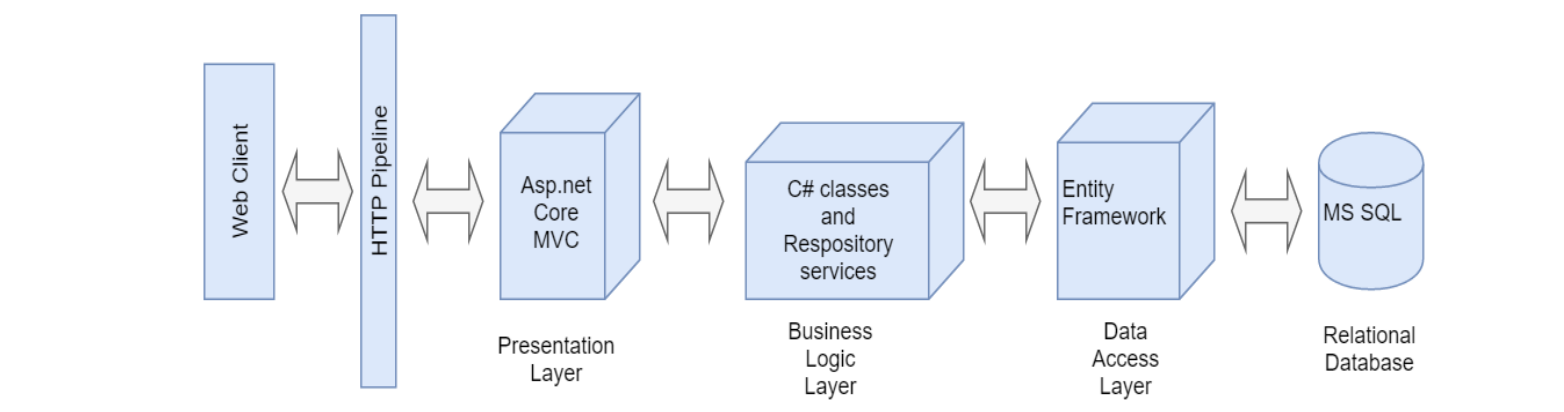 Web Client
HTTP Pipeline
Asp.net
Core
MVC
C# classes
and
Respository
services
Entity
Framework
MS SQL
Presentation
Layer
Business
Logic
Layer
Data
Access
Layer
Relational
Database